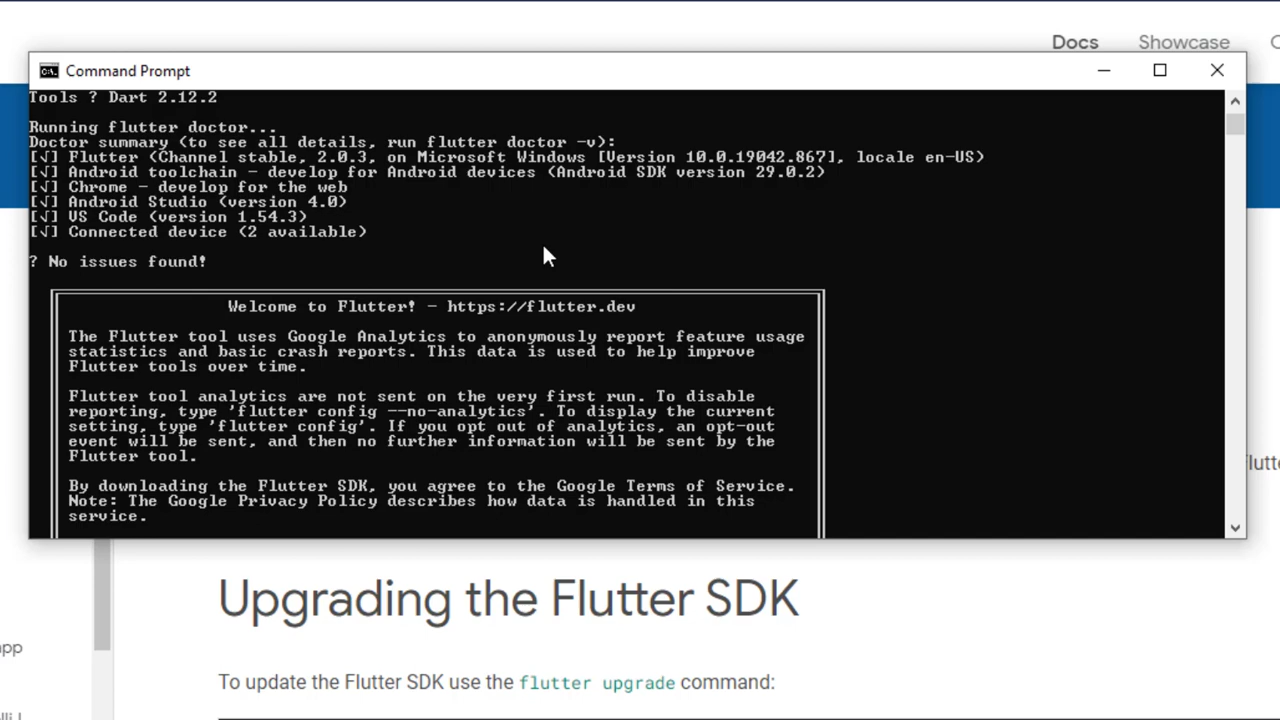 Docs Showcase
Command Prompt
Tools ? Dart 2.12.2
Running flutter doctor...
Doctor summary (to see all details, run flutter doctor -v):
[√] Flutter (Channel stable, 2.0.3, on Microsoft Windows [Version 10.0.19042.867], locale en-US)
[√] Android toolchain - develop for Android devices (Android SDK version 29.0.2)
[√] Chrome - develop for the web
[√] Android Studio (version 4.0)
[√] VS Code (version 1.54.3)
[√] Connected device (2 available)
? No issues found!
Welcome to Flutter! - https://flutter.dev
The Flutter tool uses Google Analytics to anonymously report feature usage
statistics and basic crash reports. This data is used to help improve
Flutter tools over time.
Flutter tool analytics are not sent on the very first run. To disable
reporting, type 'flutter config --no-analytics'. To display the current
setting, type 'flutter config'. If you opt out of analytics, an opt-out
event will be sent, and then no further information will be sent by the
Flutter tool.
By downloading the Flutter SDK, you agree to the Google Terms of Service.
Note: The Google Privacy Policy describes how data is handled in this
service.
Upgrading the Flutter SDK
app
To update the Flutter SDK use the flutter upgrade command: